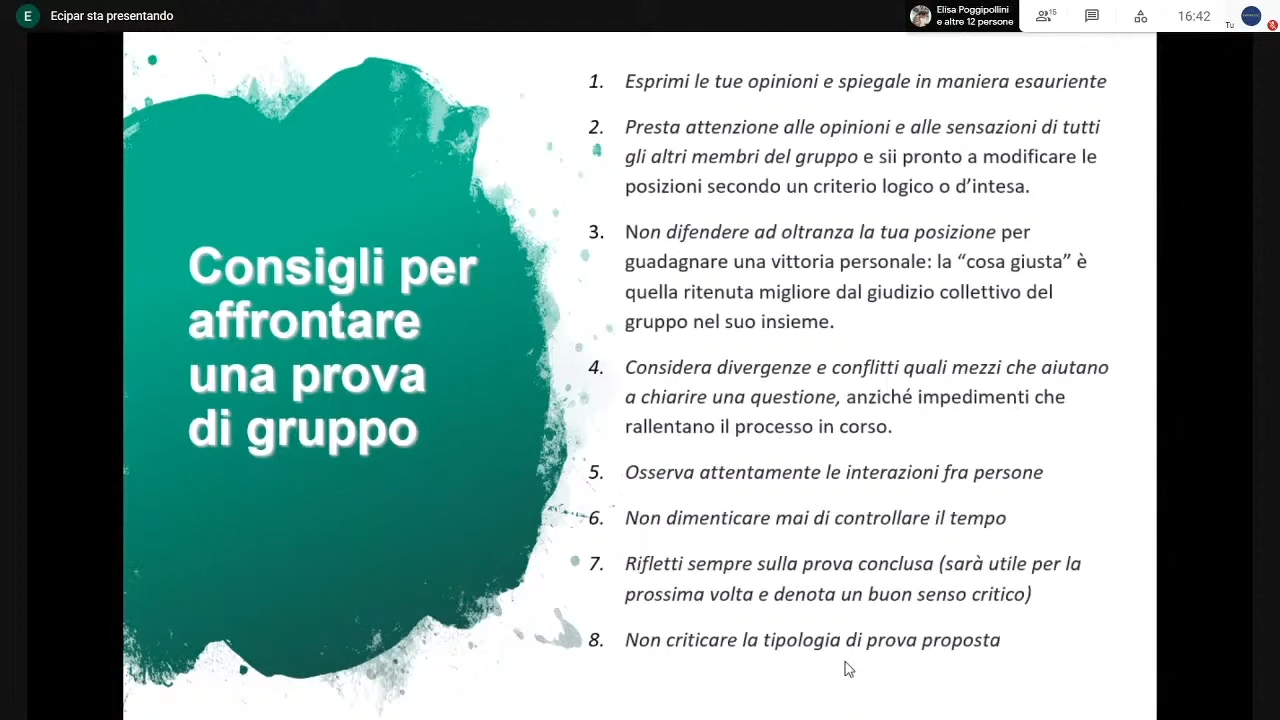 E
Ecipar sta presentando
Elisa Poggipollini
e altre 12 persone
15
16:42
Tu
Consigli per
affrontare
una prova
di gruppo
1. Esprimi le tue opinioni e spiegale in maniera esauriente
2. Presta attenzione alle opinioni e alle sensazioni di tutti
gli altri membri del gruppo e sii pronto a modificare le
posizioni secondo un criterio logico o d’intesa.
3. Non difendere ad oltranza la tua posizione per
guadagnare una vittoria personale: la “cosa giusta” è
quella ritenuta migliore dal giudizio collettivo del
gruppo nel suo insieme.
4. Considera divergenze e conflitti quali mezzi che aiutano
a chiarire una questione, anziché impedimenti che
rallentano il processo in corso.
5. Osserva attentamente le interazioni fra persone
6. Non dimenticare mai di controllare il tempo
7. Rifletti sempre sulla prova conclusa (sarà utile per la
prossima volta e denota un buon senso critico)
8. Non criticare la tipologia di prova proposta